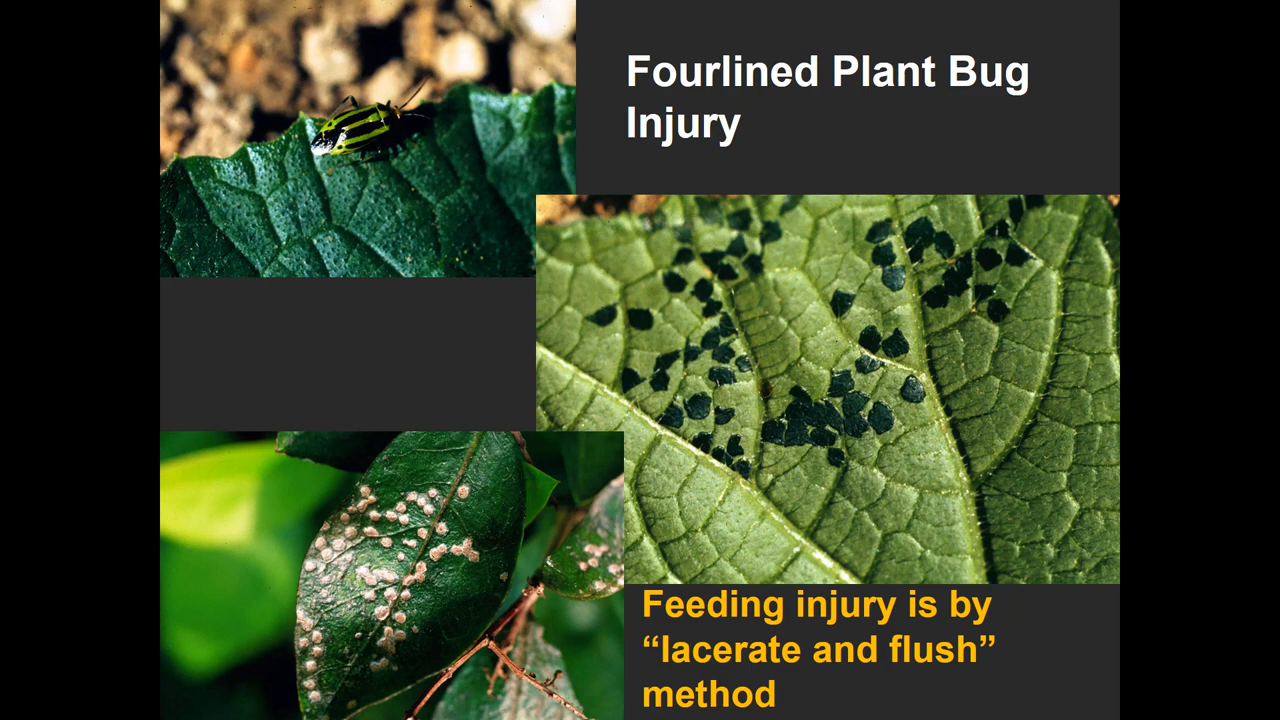 Fourlined Plant Bug
Injury
Feeding injury is by
“lacerate and flush”
method